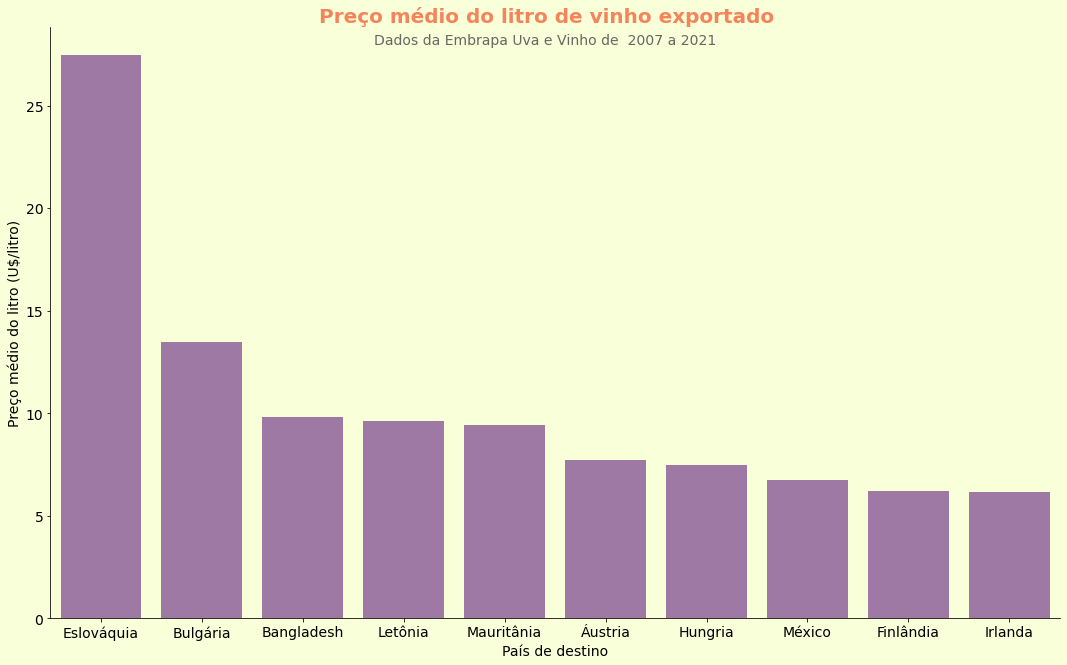 Preço médio do litro de vinho exportado
Dados da Embrapa Uva e Vinho de  2007 a 2021
Preço médio do litro (U$/litro)
25
20
15
10
5
0
Eslováquia Bulgária Bangladesh Letônia Mauritânia Áustria Hungria México Finlândia Irlanda
País de destino